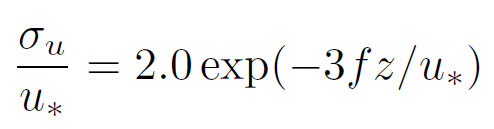 σ_u / u_* = 2.0 exp(−3fz/u_*)